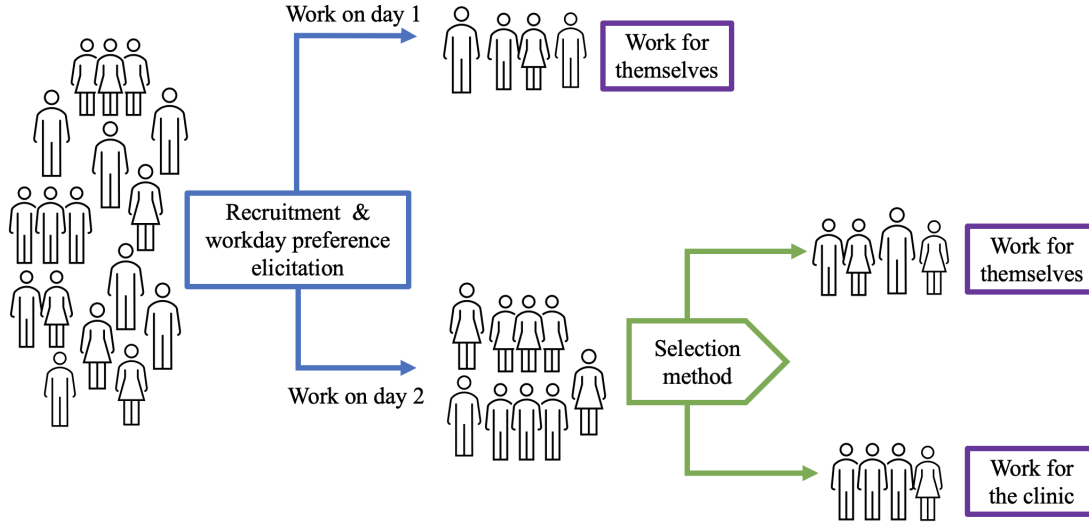 Work on day 1
Work for
themselves
Recruitment &
workday preference
elicitation
Work on day 2
Selection
method
Work for
themselves
Work for
the clinic